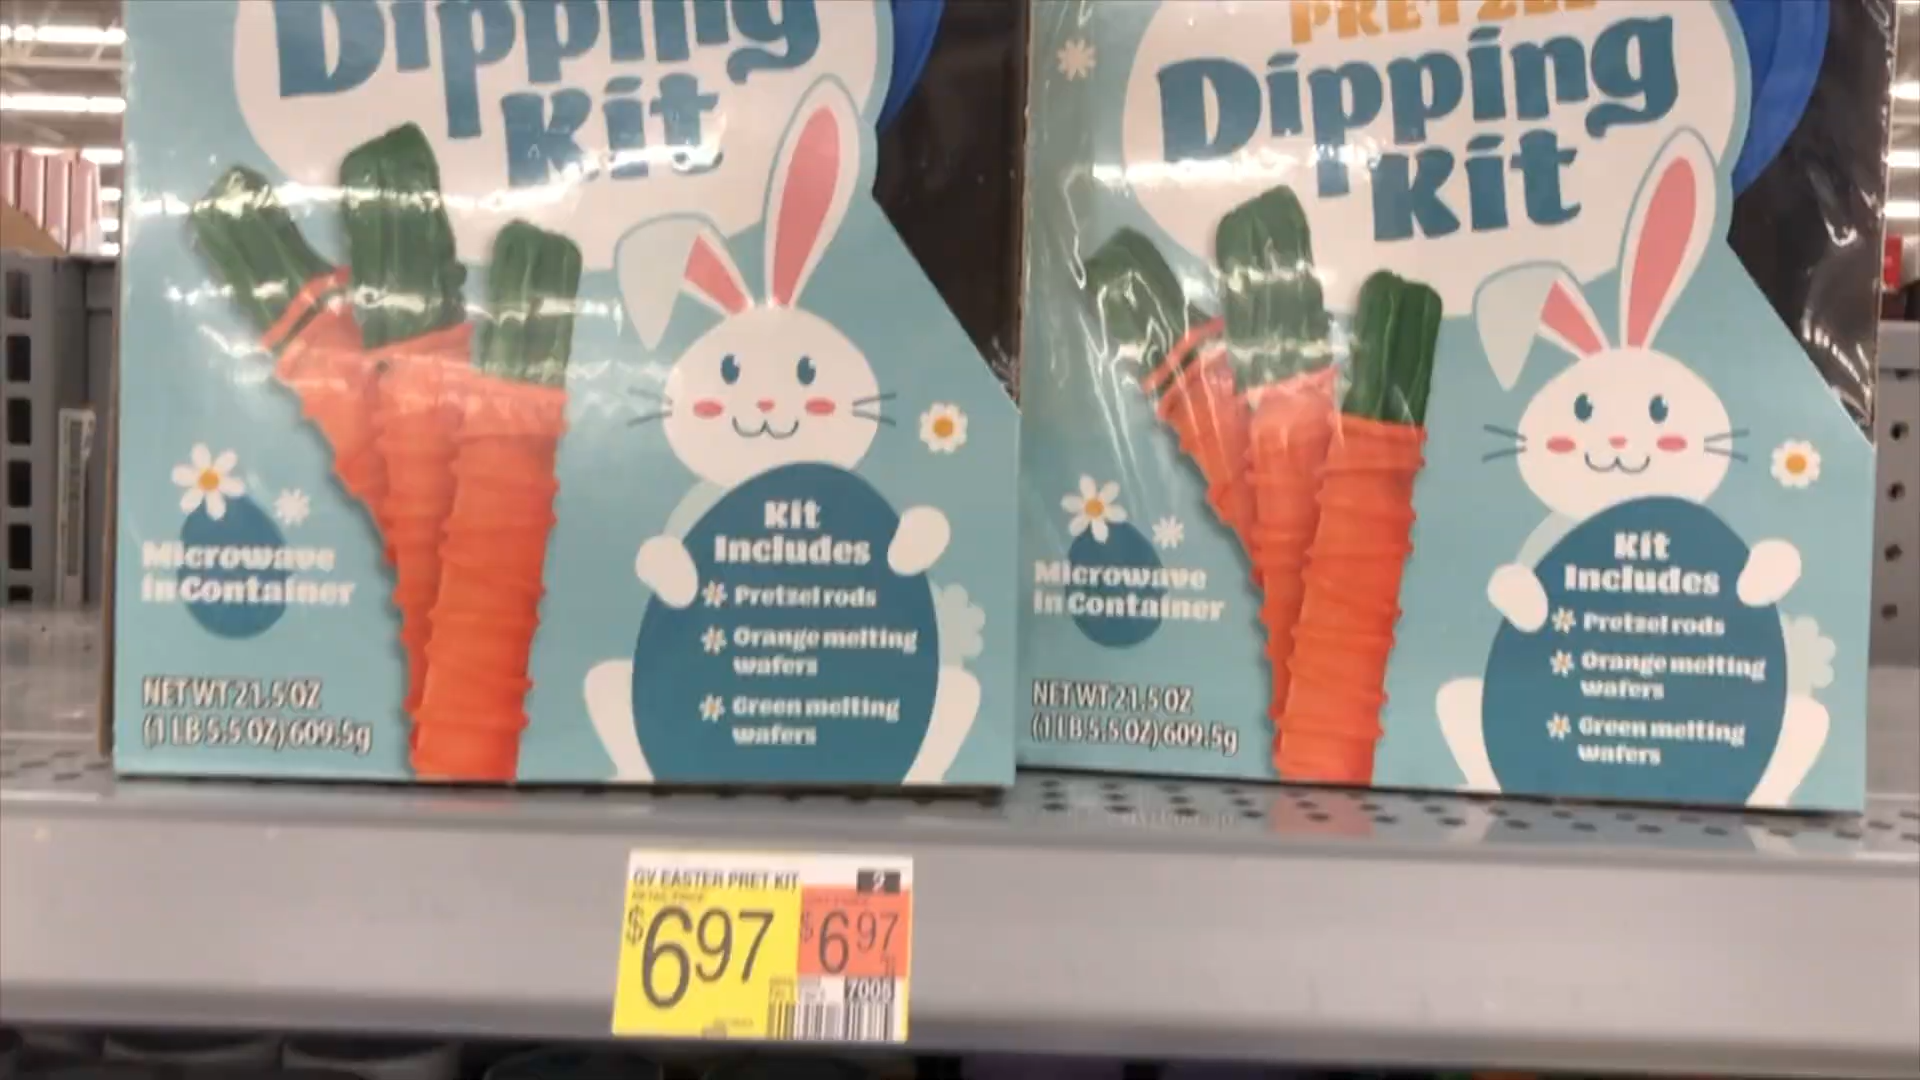 Dipping
Kit
Microwave
in Container
NET WT 21.5 OZ
(1 LB 5.5 OZ) 609.5g
Kit
Includes
Pretzel rods
Orange melting
wafers
Green melting
wafers
PRETZEL
Dipping
Kit
Microwave
in Container
NET WT 21.5 OZ
(1 LB 5.5 OZ) 609.5g
Kit
Includes
Pretzel rods
Orange melting
wafers
Green melting
wafers
GV EASTER PRET KIT 2
$6 97 $6 97
7005